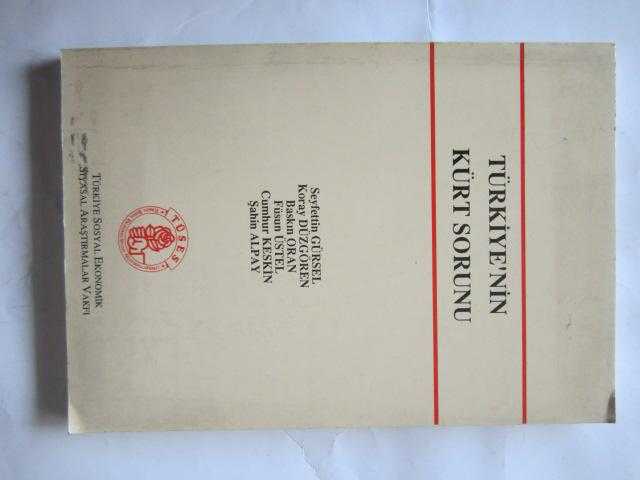 TÜRKİYE'NİN
KÜRT SORUNU
Seyfettin GÜRSEL
Koray DÜZGÖREN
Baskın ORAN
Füsun ÜSTEL
Cumhur KESKİN
Şahin ALPAY
TÜSES
TÜRKİYE SOSYAL EKONOMİK
SİYASAL ARAŞTIRMALAR VAKFI